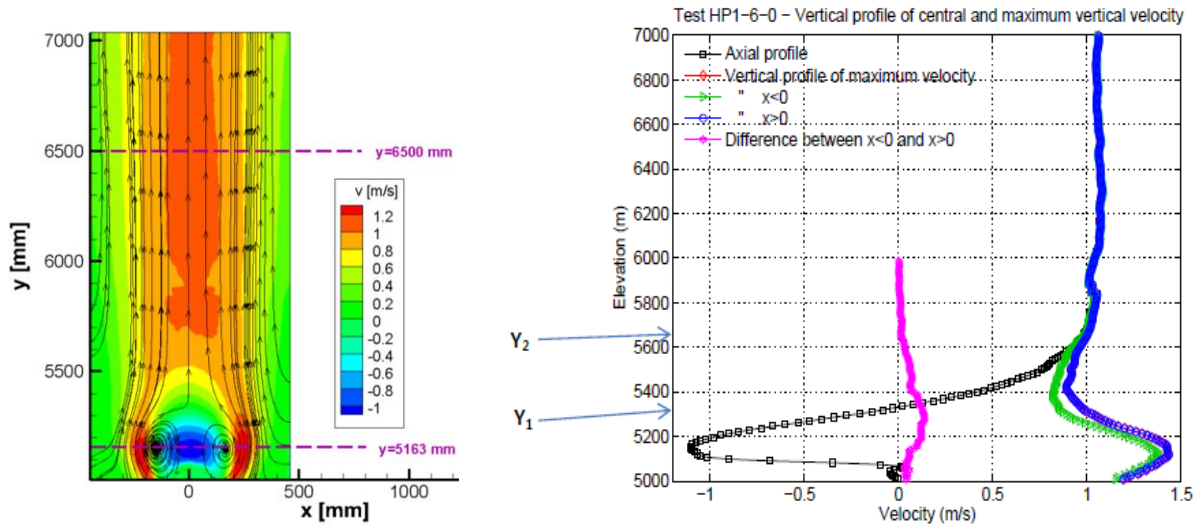 7000
6500
6000
5500
y [mm]
0
500
1000
x [mm]
y=6500 mm
y=5163 mm
v [m/s]
1.2
1
0.8
0.6
0.4
0.2
0
-0.2
-0.4
-0.6
-0.8
-1
Y2
Y1
Test HP1-6-0 - Vertical profile of central and maximum vertical velocity
Axial profile
Vertical profile of maximum velocity
" x<0
" x>0
Difference between x<0 and x>0
7000
6800
6600
6400
6200
6000
5800
5600
5400
5200
5000
Elevation (m)
-1
-0.5
0
0.5
1
1.5
Velocity (m/s)